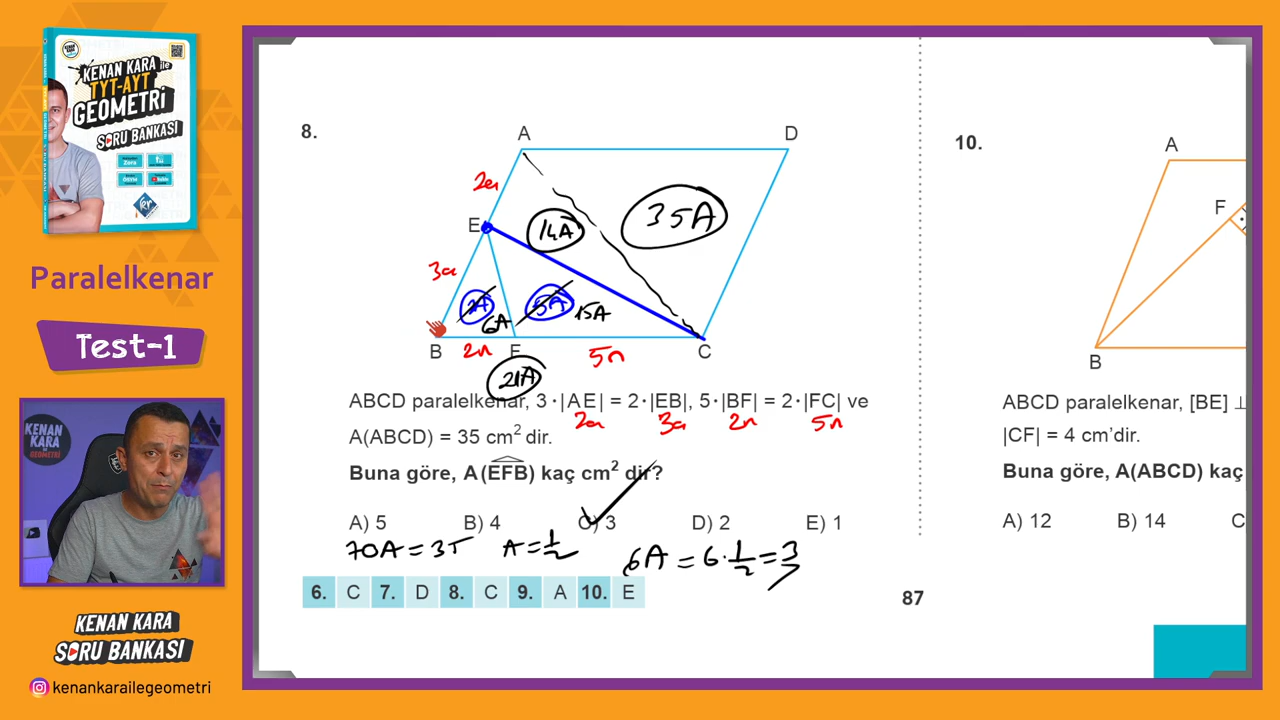 KENAN KARA ile
TYT-AYT
GEOMETRİ
SORU BANKASI
Paralelkenar
Test-1
KENAN KARA
SORU BANKASI
kenankarailegeometri
8.
A
D
2a
E
14A
35A
3a
6A
5A
15A
B
2n
F
5n
C
21A
ABCD paralelkenar, 3·|AE| = 2·|EB|, 5·|BF| = 2·|FC| ve
2a 3a 2n 5n
A(ABCD) = 35 cm² dir.
Buna göre, A(EFB) kaç cm² dir?
A) 5 B) 4 C) 3 D) 2 E) 1
70A = 35 A = 1/2 6A = 6·1/2 = 3
6. C 7. D 8. C 9. A 10. E
87
10.
A
F
B
ABCD paralelkenar, [BE] ⊥
|CF| = 4 cm'dir.
Buna göre, A(ABCD) kaç
A) 12 B) 14 C